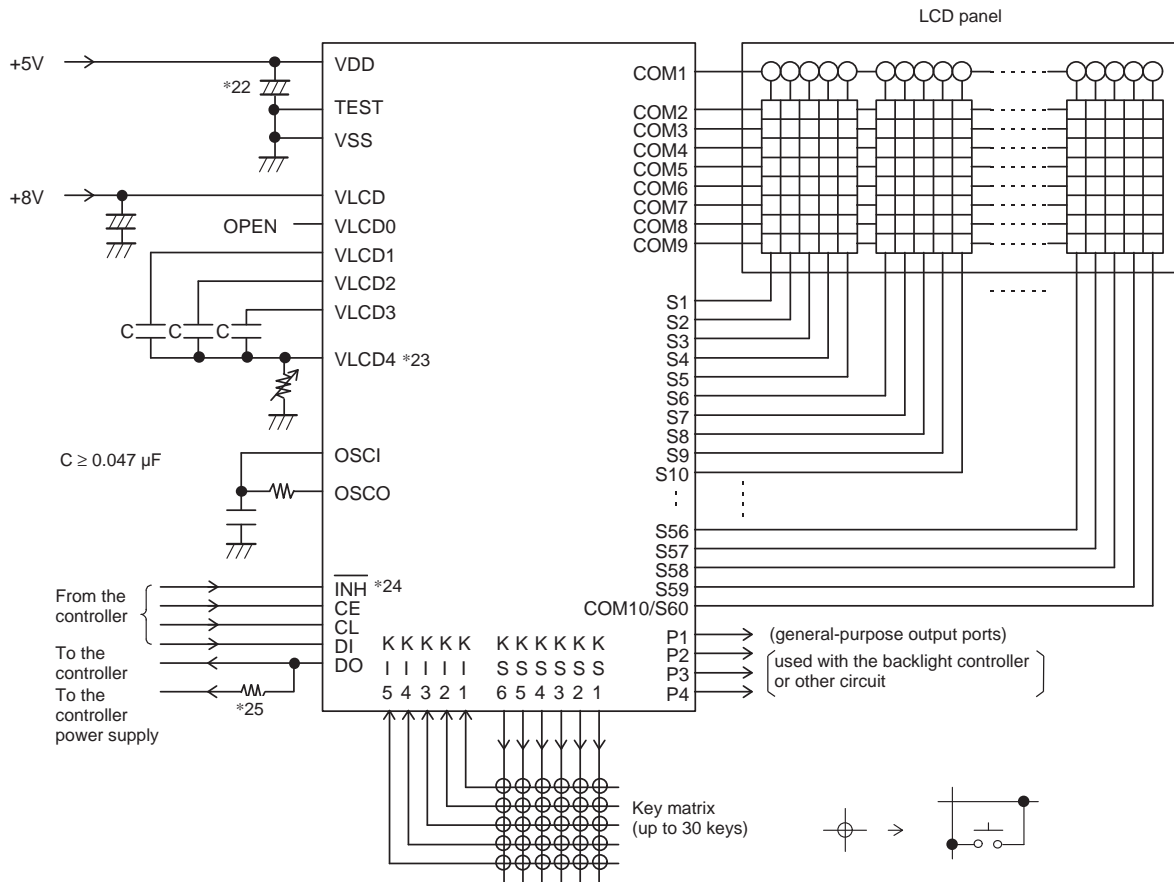 LCD panel
+5V
*22
VDD
TEST
VSS
+8V
VLCD
OPEN
VLCD0
VLCD1
VLCD2
VLCD3
C
C
C
VLCD4 *23
C ≥ 0.047 µF
OSCI
OSCO
From the
controller
INH *24
CE
CL
DI
To the
controller
DO
To the
controller
power supply
*25
K K K K K
I I I I I
5 4 3 2 1
K K K K K K
S S S S S S
6 5 4 3 2 1
COM1
COM2
COM3
COM4
COM5
COM6
COM7
COM8
COM9
S1
S2
S3
S4
S5
S6
S7
S8
S9
S10
S56
S57
S58
S59
COM10/S60
P1
P2
P3
P4
(general-purpose output ports)
used with the backlight controller
or other circuit
Key matrix
(up to 30 keys)